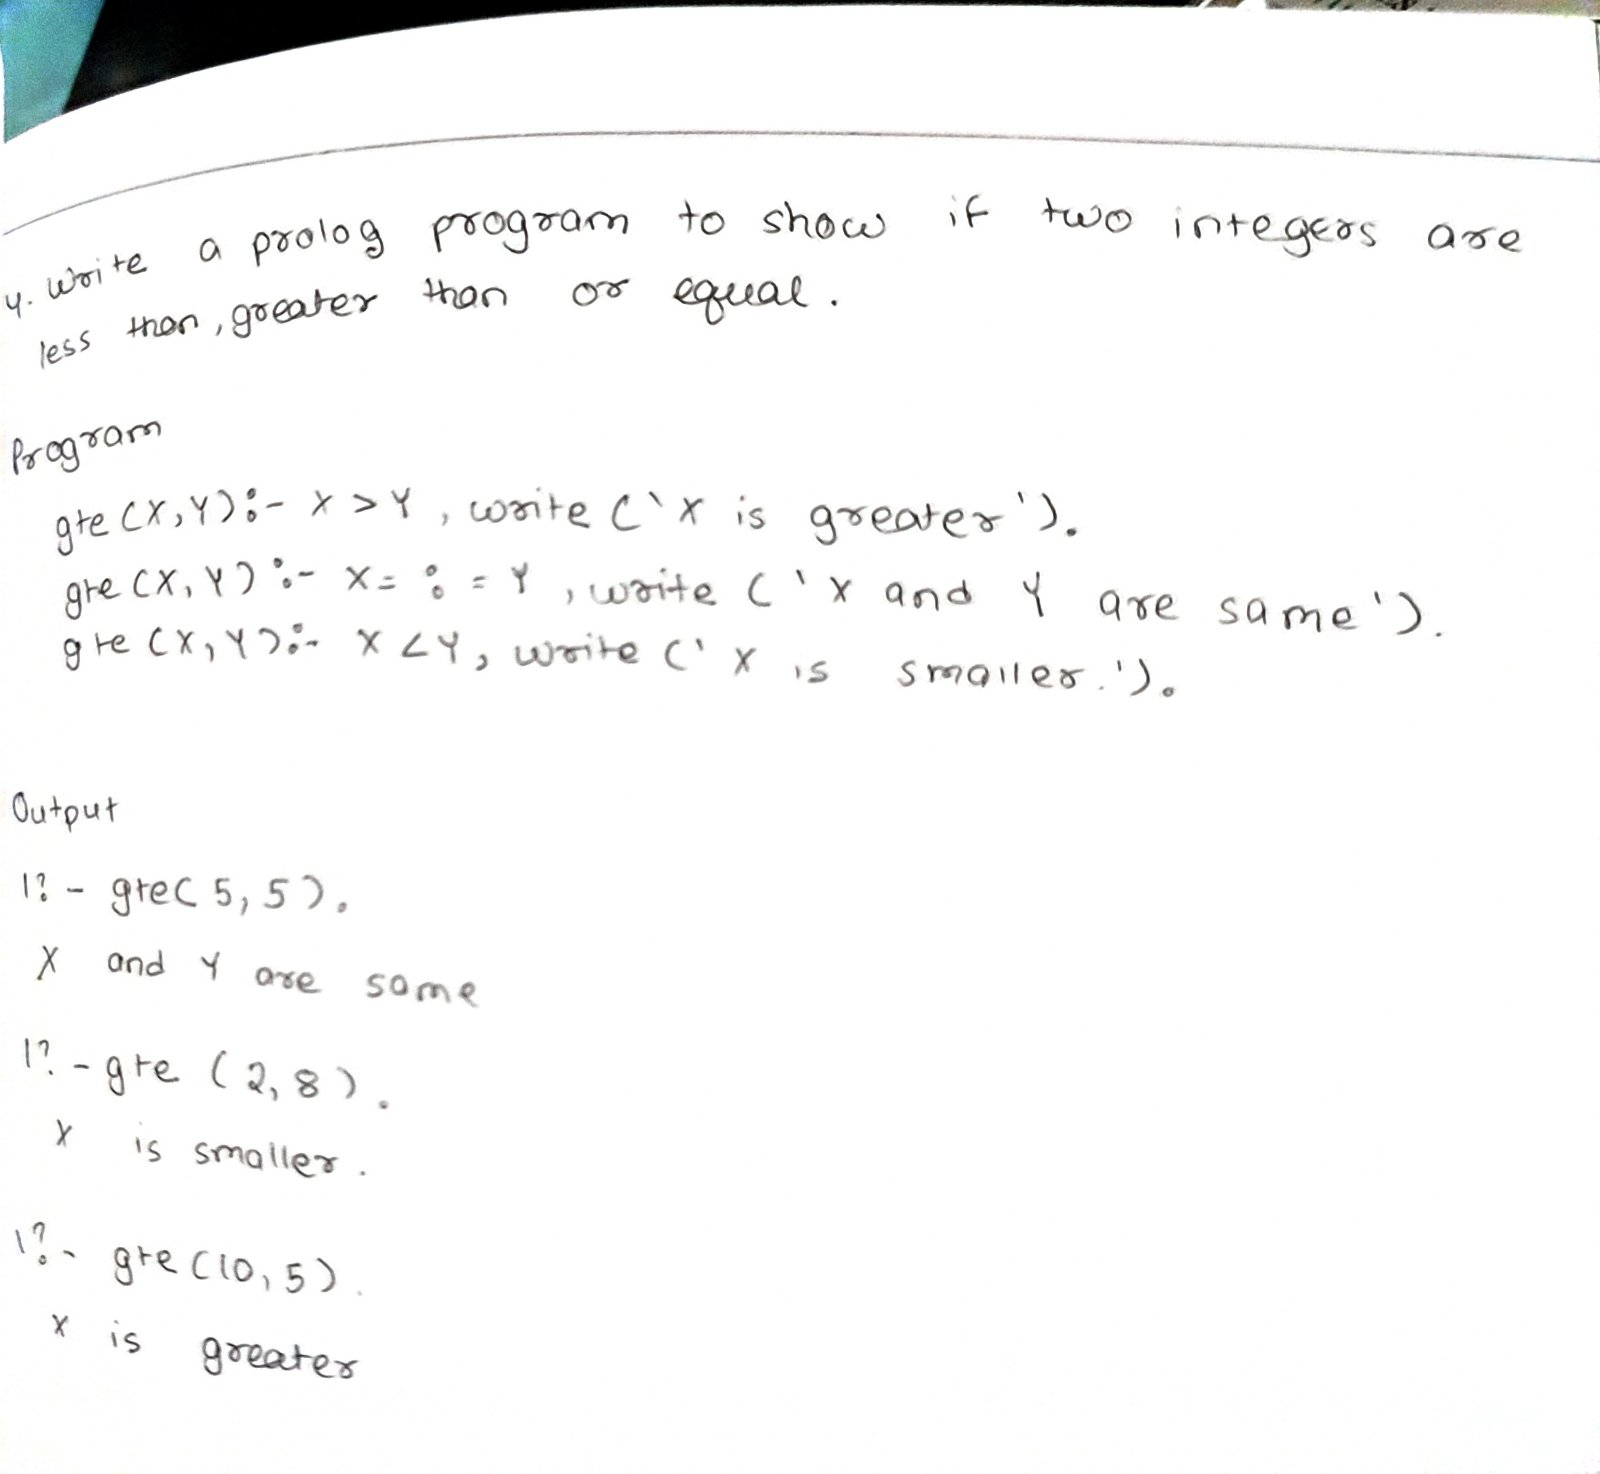 4. Write a prolog program to show if two integers are
less than, greater than or equal.
Program
gte (X,Y):- X > Y, write ('X is greater').
gte (X,Y) :- X = : = Y, write ('X and Y are same').
gte (X,Y):- X < Y, write ('X is smaller.').
Output
1? - gte( 5, 5).
X and Y are same
1? - gte (2, 8).
X is smaller.
1? - gte (10, 5).
X is greater